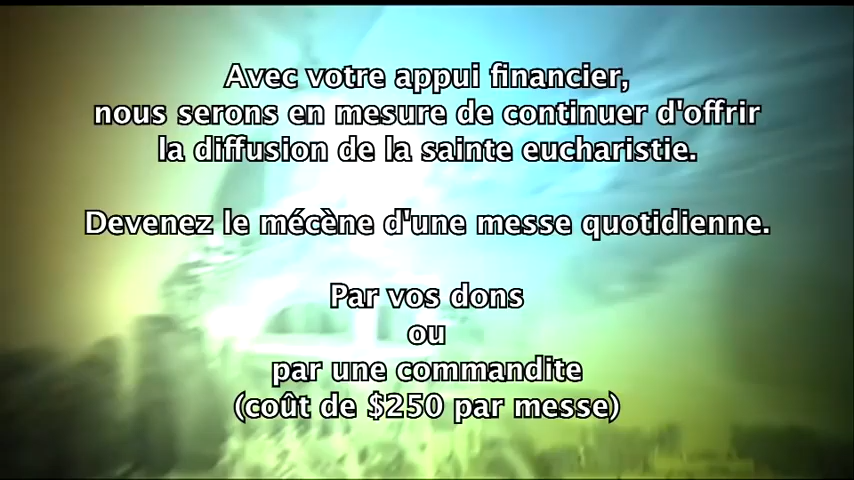 Avec votre appui financier,
nous serons en mesure de continuer d'offrir
la diffusion de la sainte eucharistie.
Devenez le mécène d'une messe quotidienne.
Par vos dons
ou
par une commandite
(coût de $250 par messe)